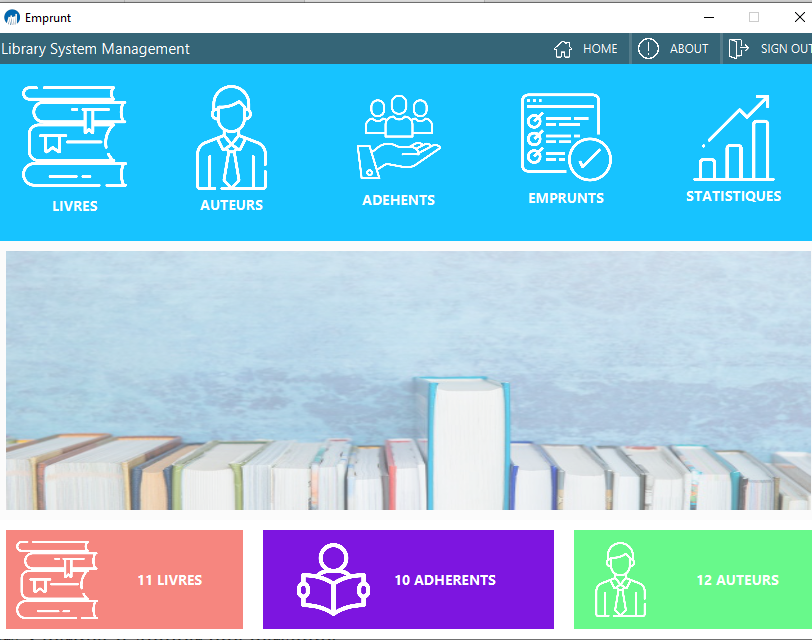 Emprunt
Library System Management
HOME
ABOUT
SIGN OUT
LIVRES
AUTEURS
ADEHENTS
EMPRUNTS
STATISTIQUES
11 LIVRES
10 ADHERENTS
12 AUTEURS